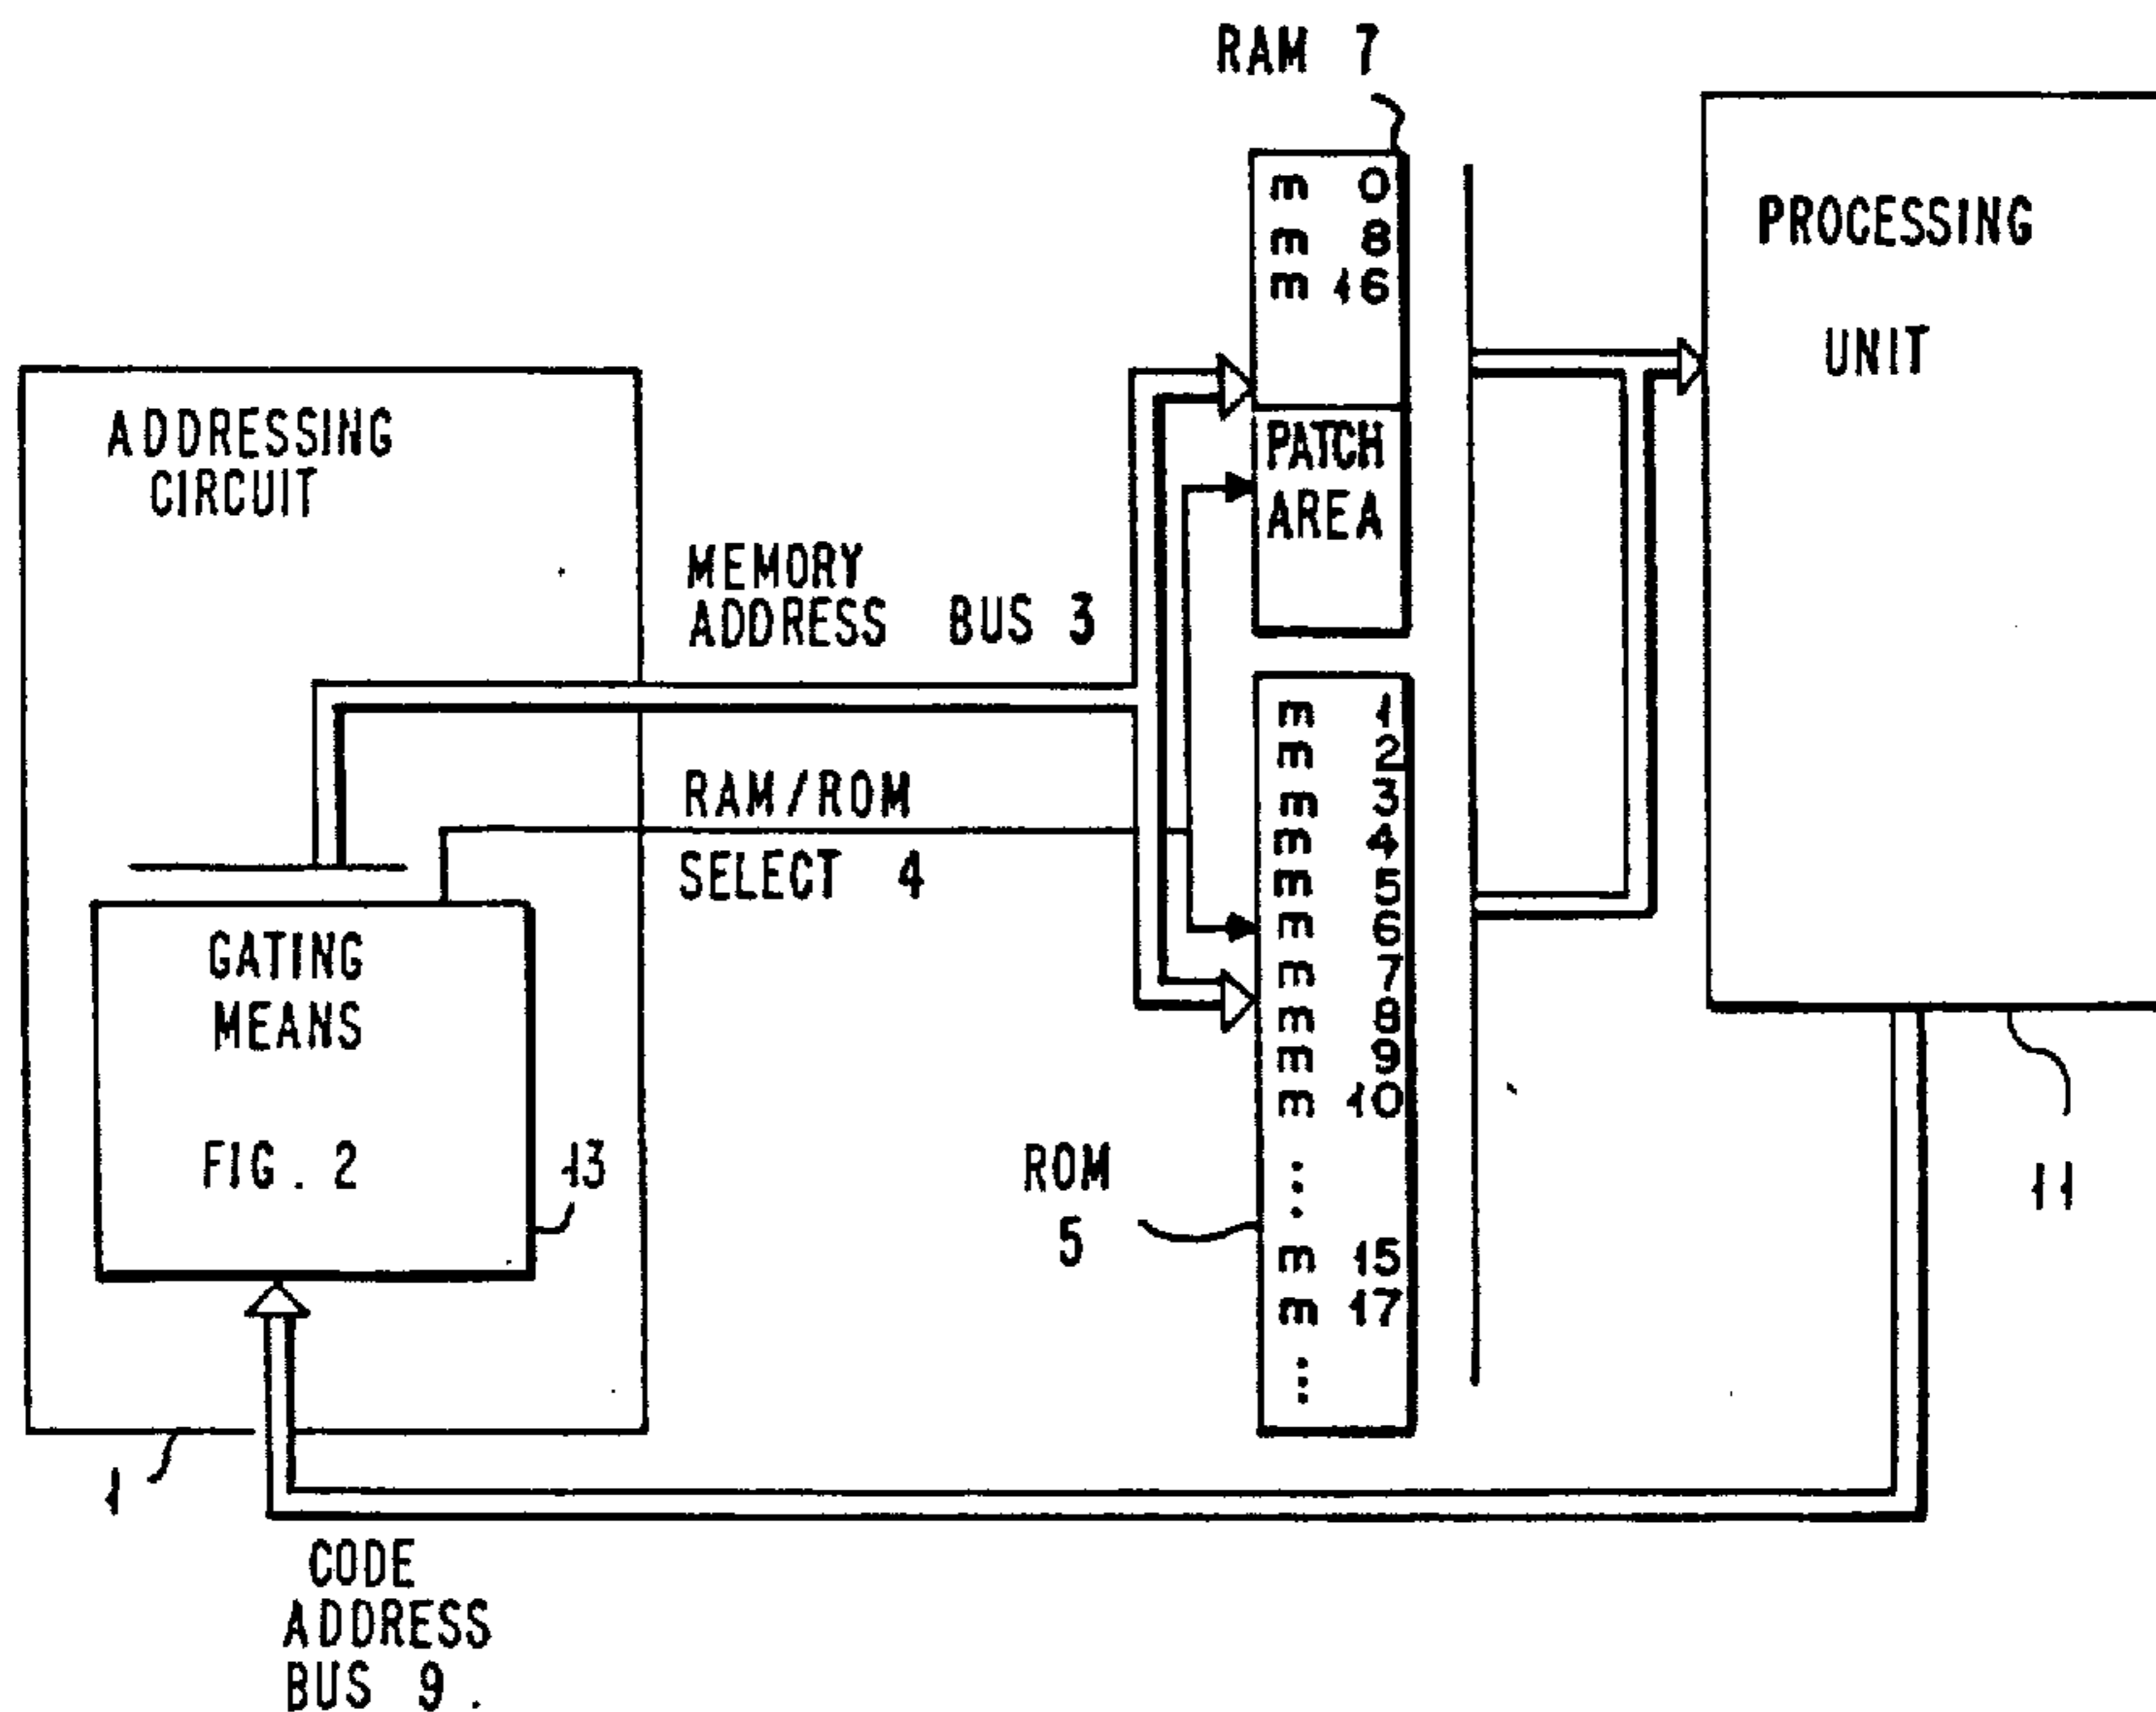 RAM 7
m 0
m 8
m 16
PATCH
AREA
PROCESSING
UNIT
ADDRESSING
CIRCUIT
MEMORY
ADDRESS BUS 3
RAM/ROM
SELECT 4
GATING
MEANS
FIG. 2
13
m 1
m 2
m 3
m 4
m 5
m 6
m 7
m 8
m 9
m 10
⋮
m 15
m 17
⋮
ROM
5
11
1
CODE
ADDRESS
BUS 9.